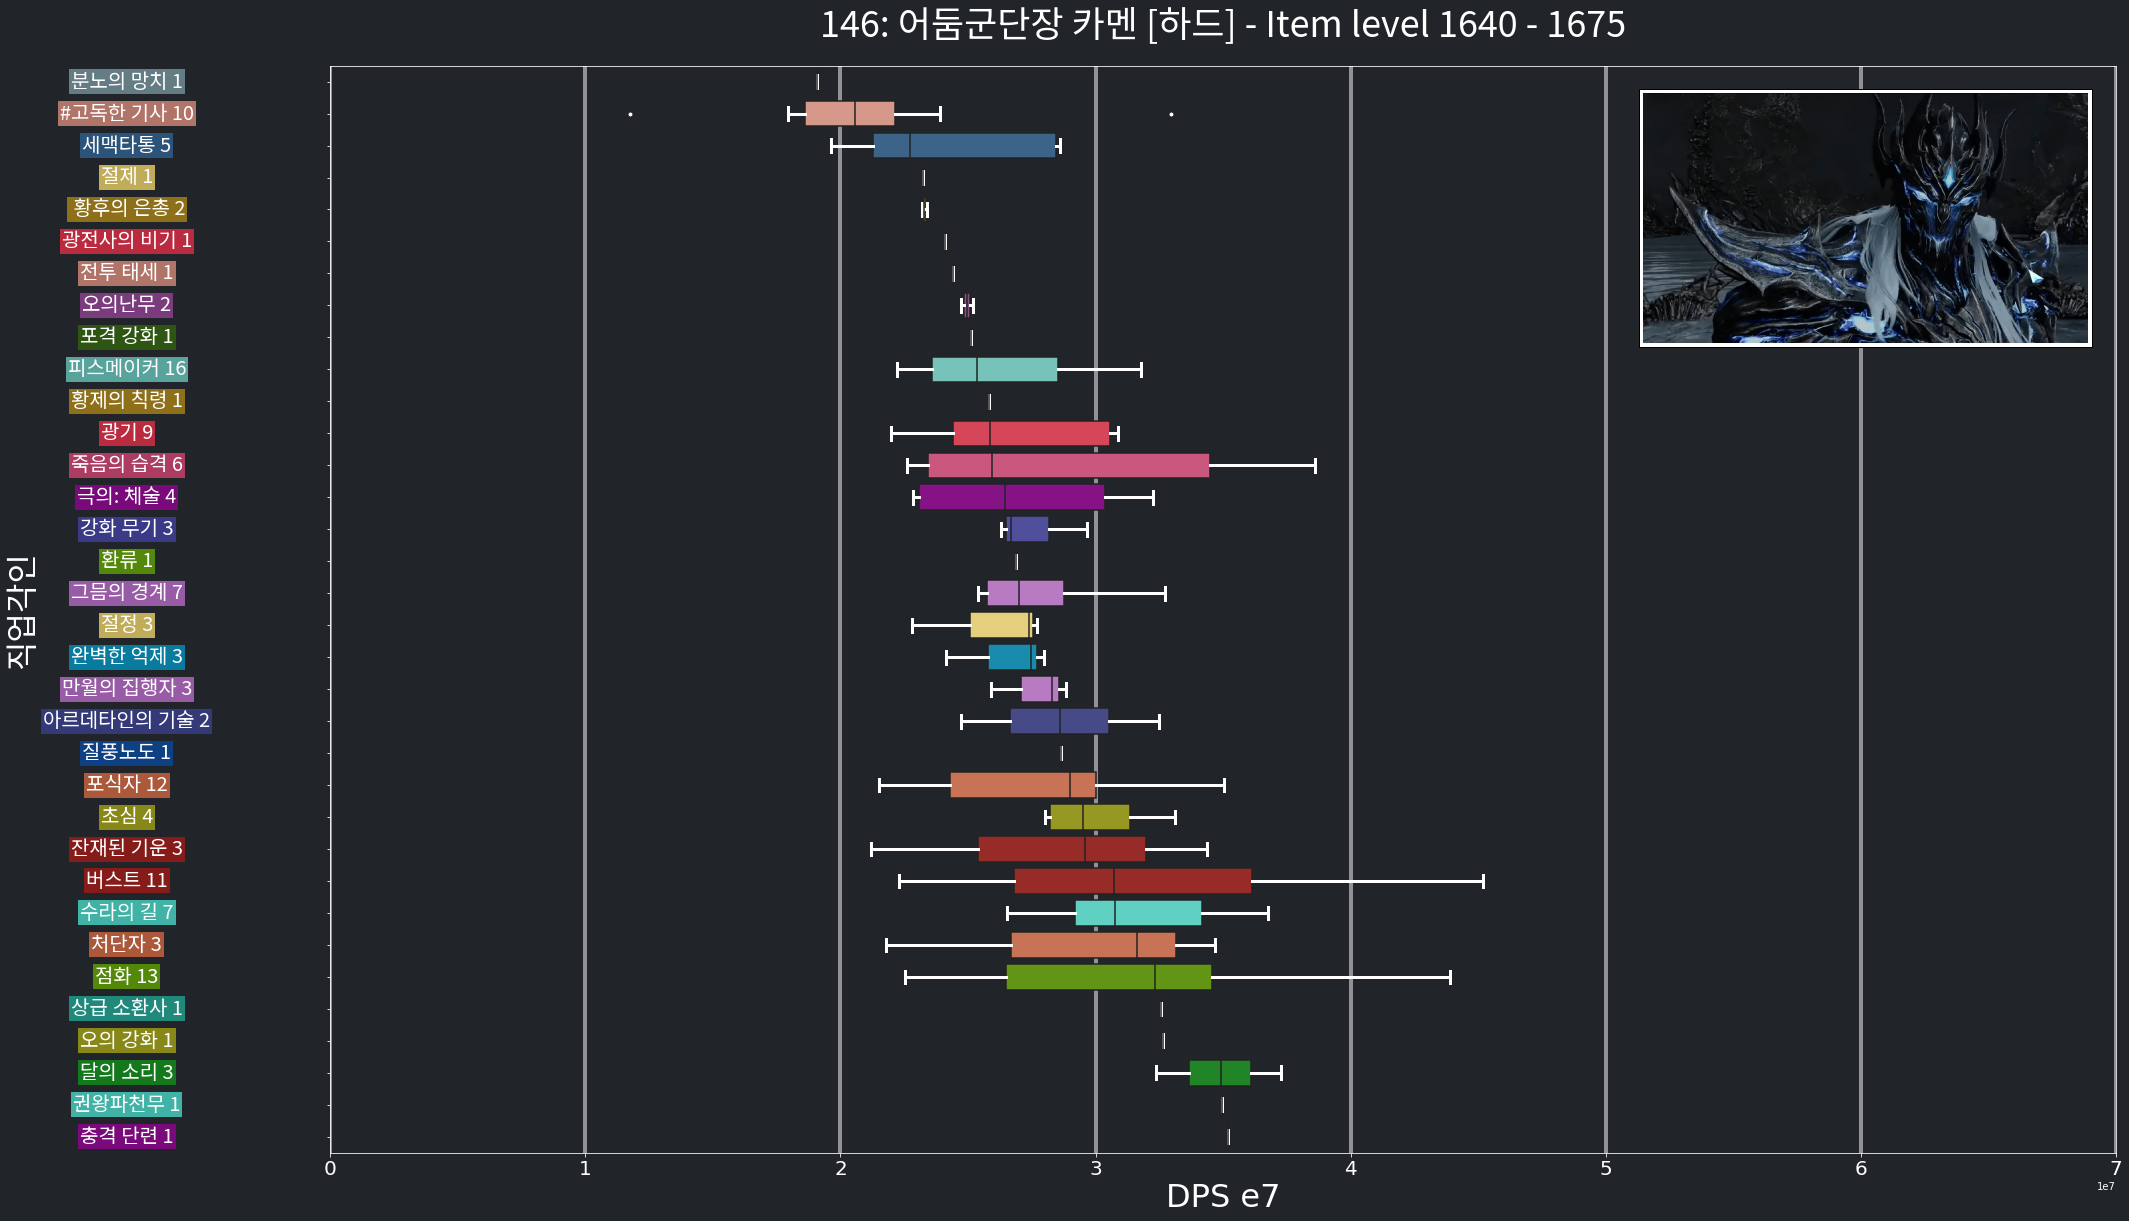 146: 어둠군단장 카멘 [하드] - Item level 1640 - 1675
직업각인
분노의 망치 1
#고독한 기사 10
세맥타통 5
절제 1
황후의 은총 2
광전사의 비기 1
전투 태세 1
오의난무 2
포격 강화 1
피스메이커 16
황제의 칙령 1
광기 9
죽음의 습격 6
극의: 체술 4
강화 무기 3
환류 1
그믐의 경계 7
절정 3
완벽한 억제 3
만월의 집행자 3
아르데타인의 기술 2
질풍노도 1
포식자 12
초심 4
잔재된 기운 3
버스트 11
수라의 길 7
처단자 3
점화 13
상급 소환사 1
오의 강화 1
달의 소리 3
권왕파천무 1
충격 단련 1
0 1 2 3 4 5 6 7
1e7
DPS e7